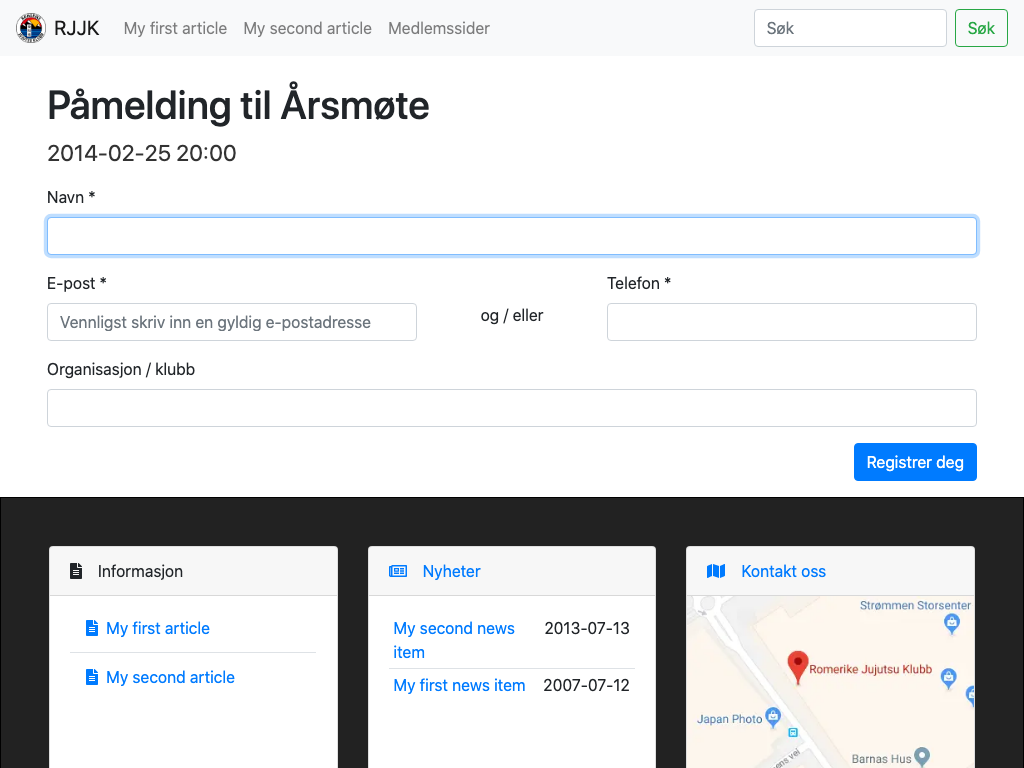 RJJK My first article My second article Medlemssider Søk Søk
Påmelding til Årsmøte
2014-02-25 20:00
Navn *
E-post * Telefon *
Vennligst skriv inn en gyldig e-postadresse og / eller
Organisasjon / klubb
Registrer deg
Informasjon
My first article
My second article
Nyheter
My second news item 2013-07-13
My first news item 2007-07-12
Kontakt oss
Strømmen Storsenter
Romerike Jujutsu Klubb
Japan Photo
Barnas Hus